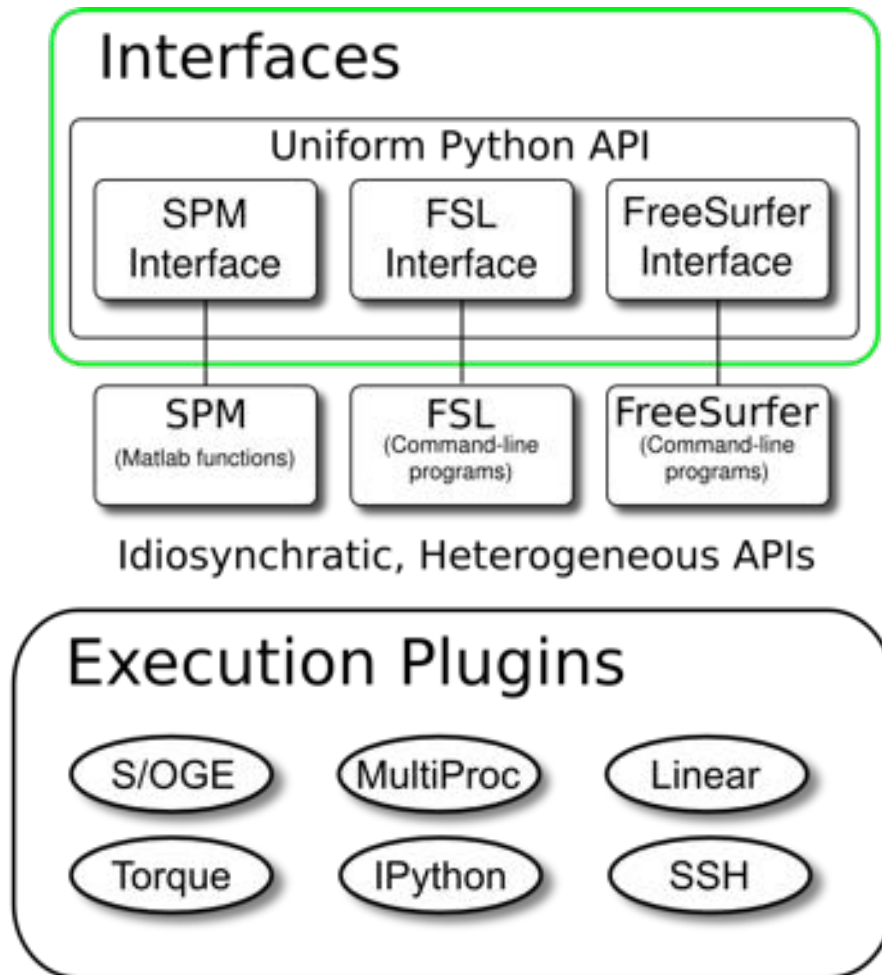 Interfaces
Uniform Python API
SPM
Interface
FSL
Interface
FreeSurfer
Interface
SPM
(Matlab functions)
FSL
(Command-line
programs)
FreeSurfer
(Command-line
programs)
Idiosynchratic, Heterogeneous APIs
Execution Plugins
S/OGE
MultiProc
Linear
Torque
IPython
SSH